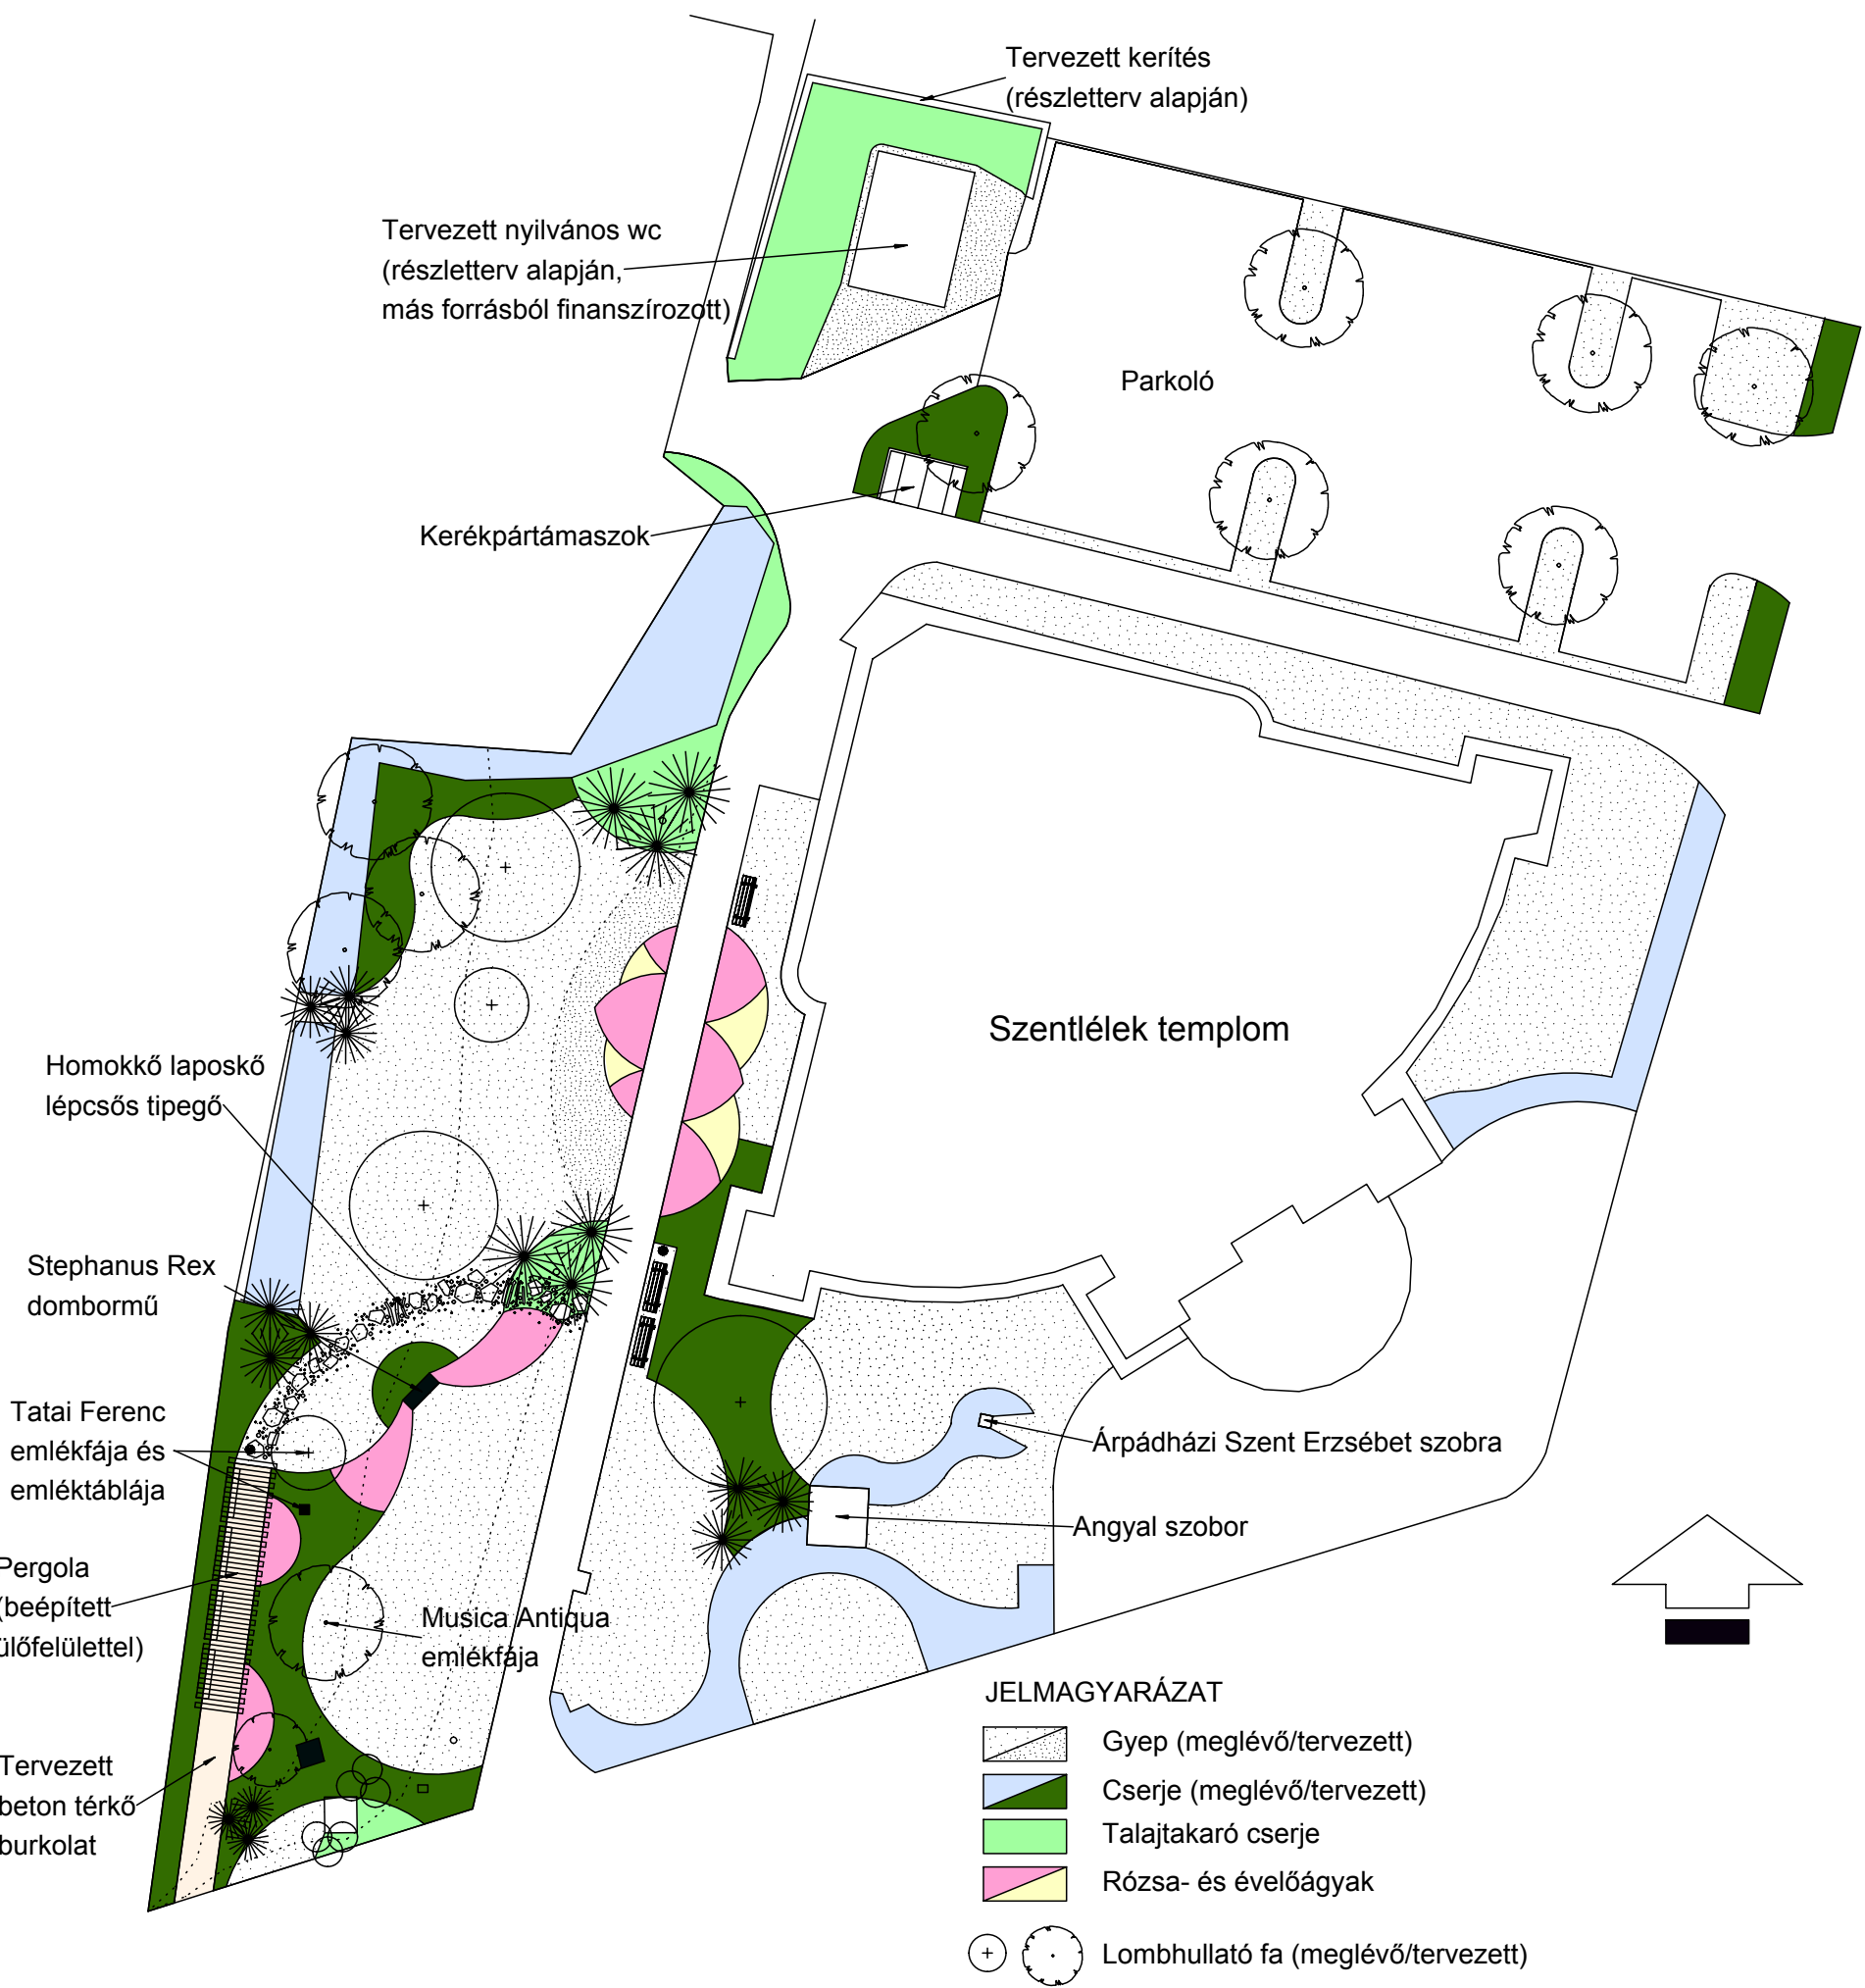 Tervezett kerítés
(részletterv alapján)
Tervezett nyilvános wc
(részletterv alapján,
más forrásból finanszírozott)
Parkoló
Kerékpártámaszok
Szentlélek templom
Homokkő laposkő
lépcsős tipegő
Stephanus Rex
dombormű
Tatai Ferenc
emlékfája és
emléktáblája
Árpádházi Szent Erzsébet szobra
Angyal szobor
Pergola
(beépített
ülőfelülettel)
Musica Antiqua
emlékfája
Tervezett
beton térkő
burkolat
JELMAGYARÁZAT
Gyep (meglévő/tervezett)
Cserje (meglévő/tervezett)
Talajtakaró cserje
Rózsa- és évelőágyak
Lombhullató fa (meglévő/tervezett)